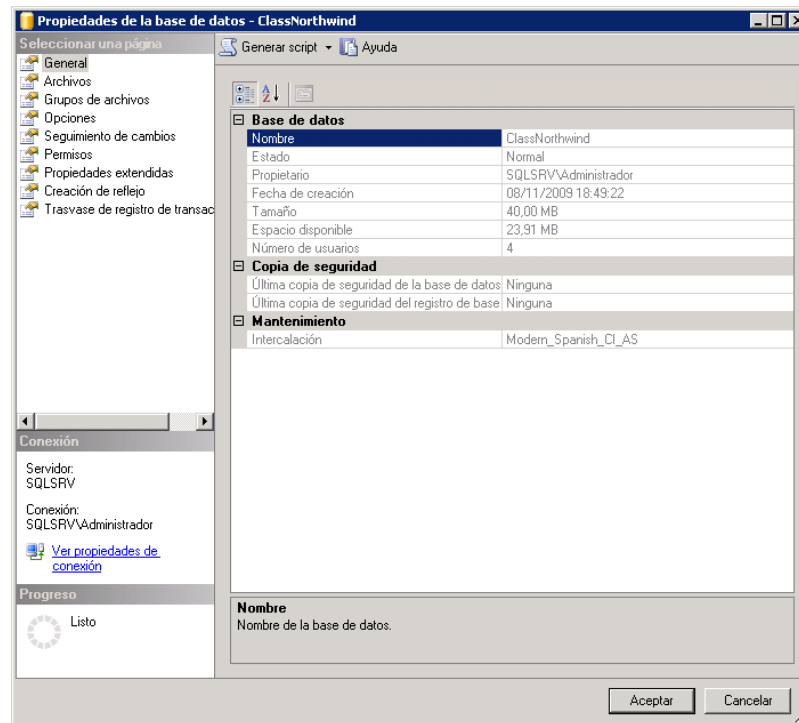 Propiedades de la base de datos - ClassNorthwind
Seleccionar una página
General
Archivos
Grupos de archivos
Opciones
Seguimiento de cambios
Permisos
Propiedades extendidas
Creación de reflejo
Trasvase de registro de transac
Conexión
Servidor:
SQLSRV
Conexión:
SQLSRV\Administrador
Ver propiedades de
conexión
Progreso
Listo
Generar script
Ayuda
Base de datos
Nombre ClassNorthwind
Estado Normal
Propietario SQLSRV\Administrador
Fecha de creación 08/11/2009 18:49:22
Tamaño 40,00 MB
Espacio disponible 23,91 MB
Número de usuarios 4
Copia de seguridad
Última copia de seguridad de la base de datos Ninguna
Última copia de seguridad del registro de base Ninguna
Mantenimiento
Intercalación Modern_Spanish_CI_AS
Nombre
Nombre de la base de datos.
Aceptar
Cancelar